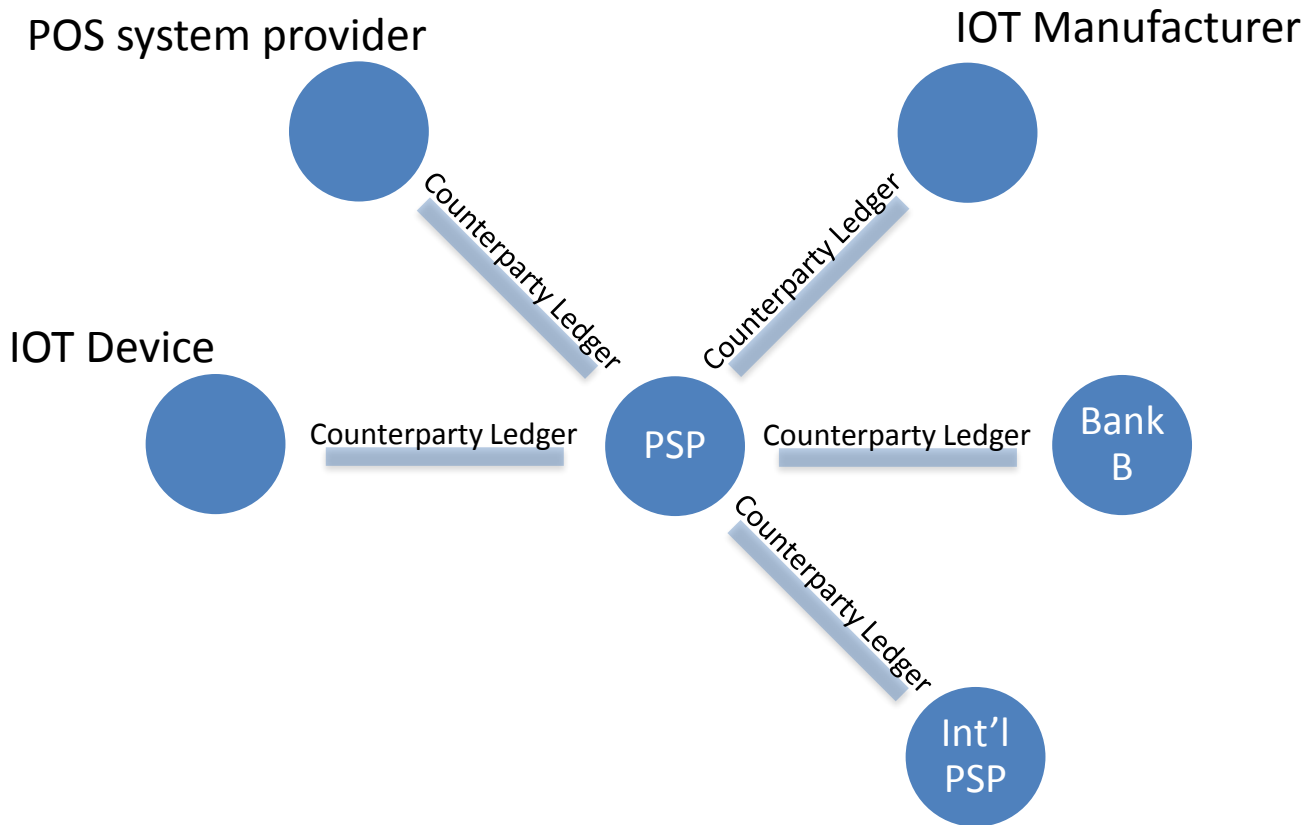 POS system provider
IOT Manufacturer
Counterparty Ledger
Counterparty Ledger
IOT Device
Counterparty Ledger
PSP
Counterparty Ledger
Bank
B
Counterparty Ledger
Int'l
PSP